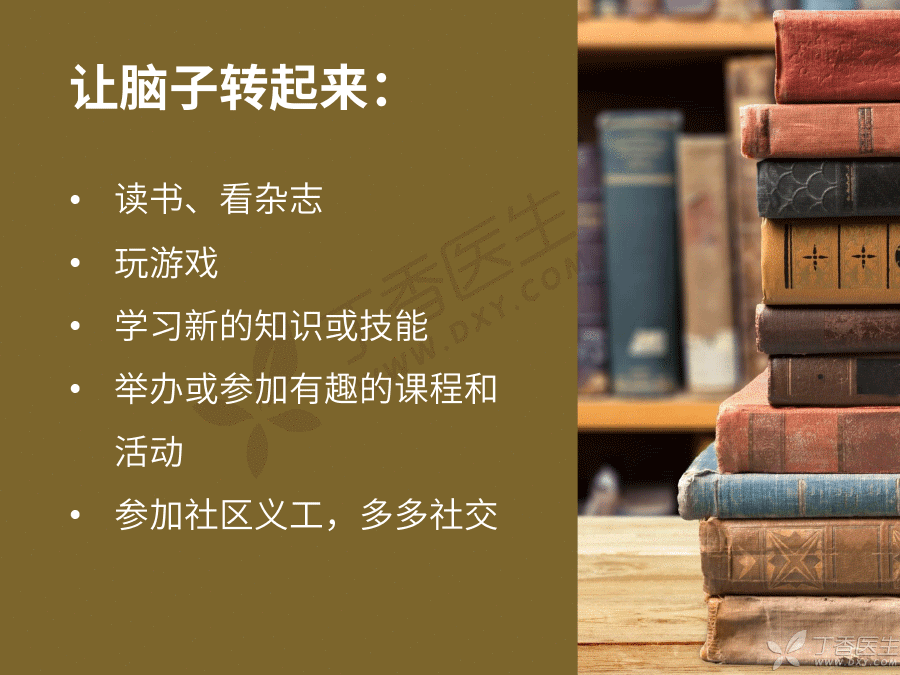 让脑子转起来：
• 读书、看杂志
• 玩游戏
• 学习新的知识或技能
• 举办或参加有趣的课程和
活动
• 参加社区义工，多多社交
丁香医生
WWW.DXY.COM
丁香医生
WWW.DXY.COM